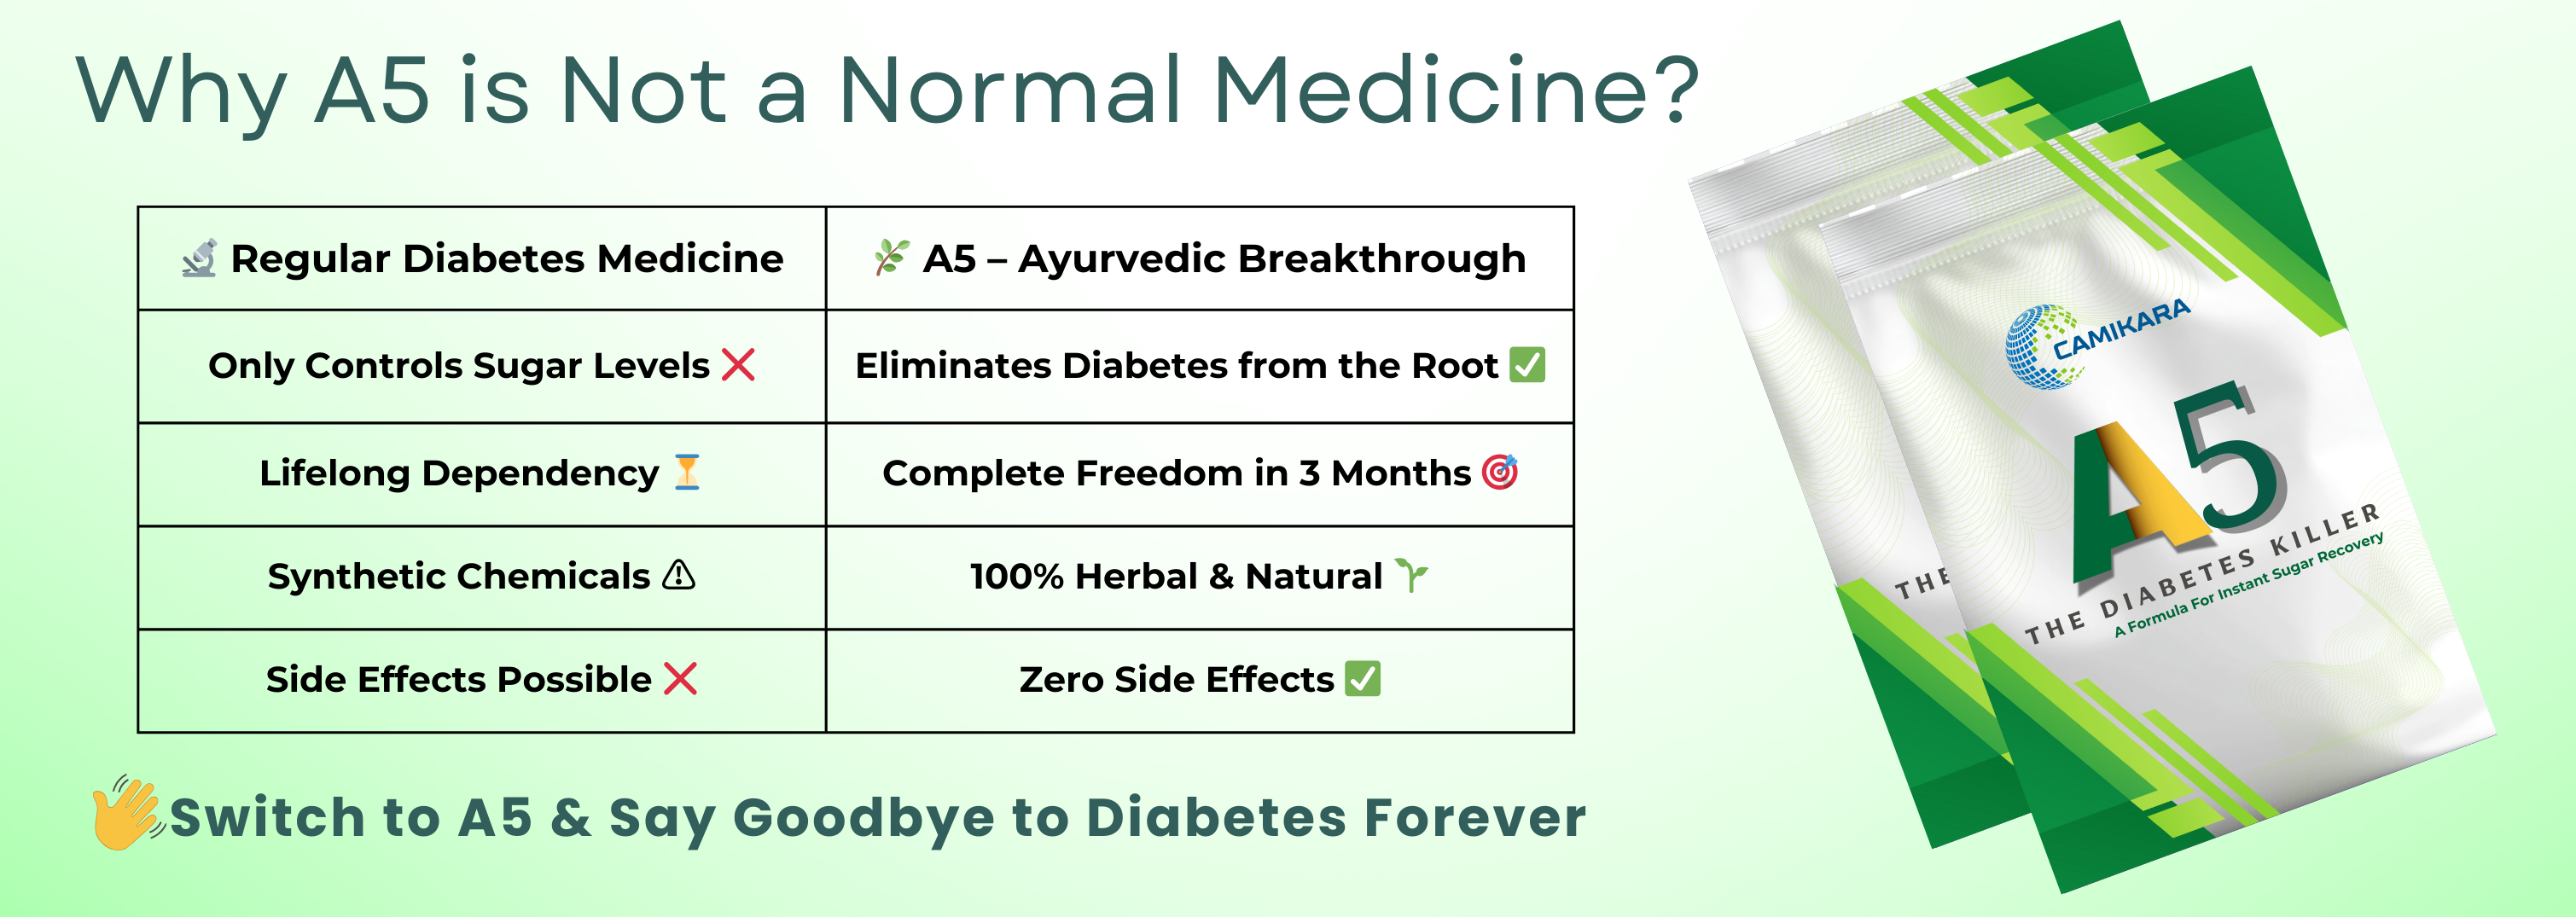 Why A5 is Not a Normal Medicine?
🔬 Regular Diabetes Medicine
🌿 A5 – Ayurvedic Breakthrough
Only Controls Sugar Levels ❌
Eliminates Diabetes from the Root ✅
Lifelong Dependency ⏳
Complete Freedom in 3 Months 🎯
Synthetic Chemicals ⚠
100% Herbal & Natural 🌱
Side Effects Possible ❌
Zero Side Effects ✅
👋Switch to A5 & Say Goodbye to Diabetes Forever
CAMIKARA
A5
THE DIABETES KILLER
A Formula For Instant Sugar Recovery
THE